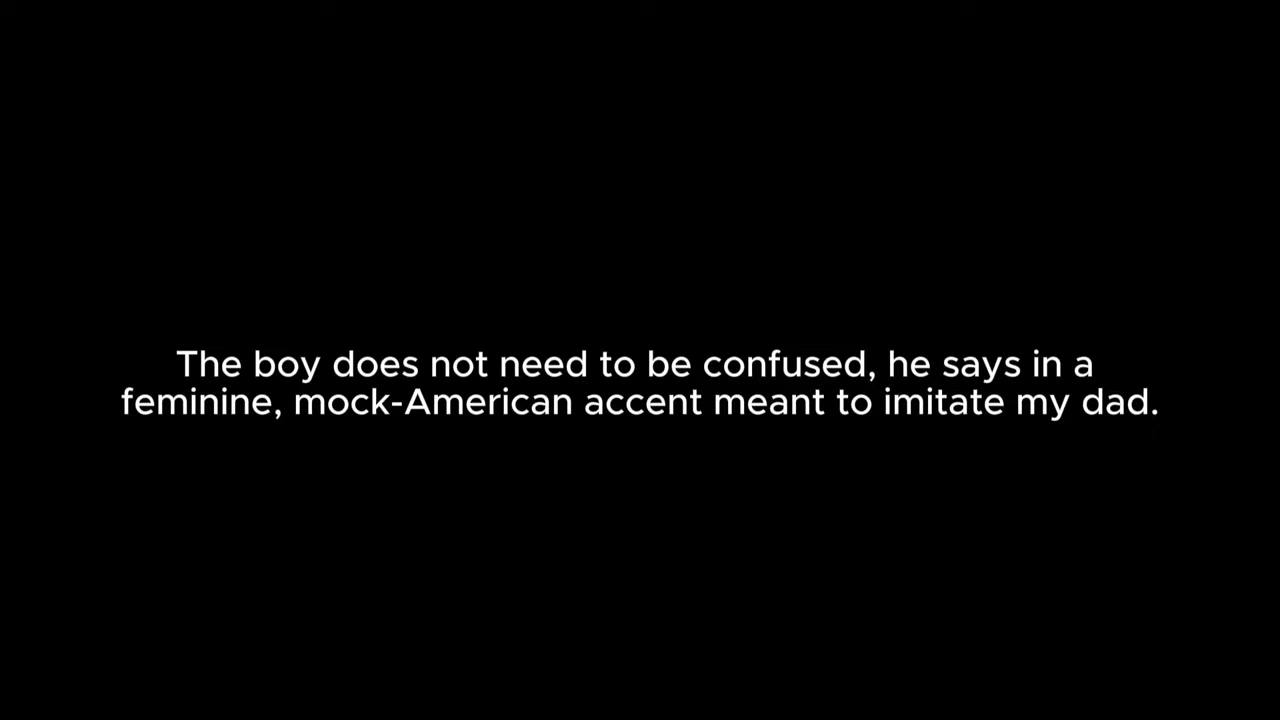 The boy does not need to be confused, he says in a
feminine, mock-American accent meant to imitate my dad.